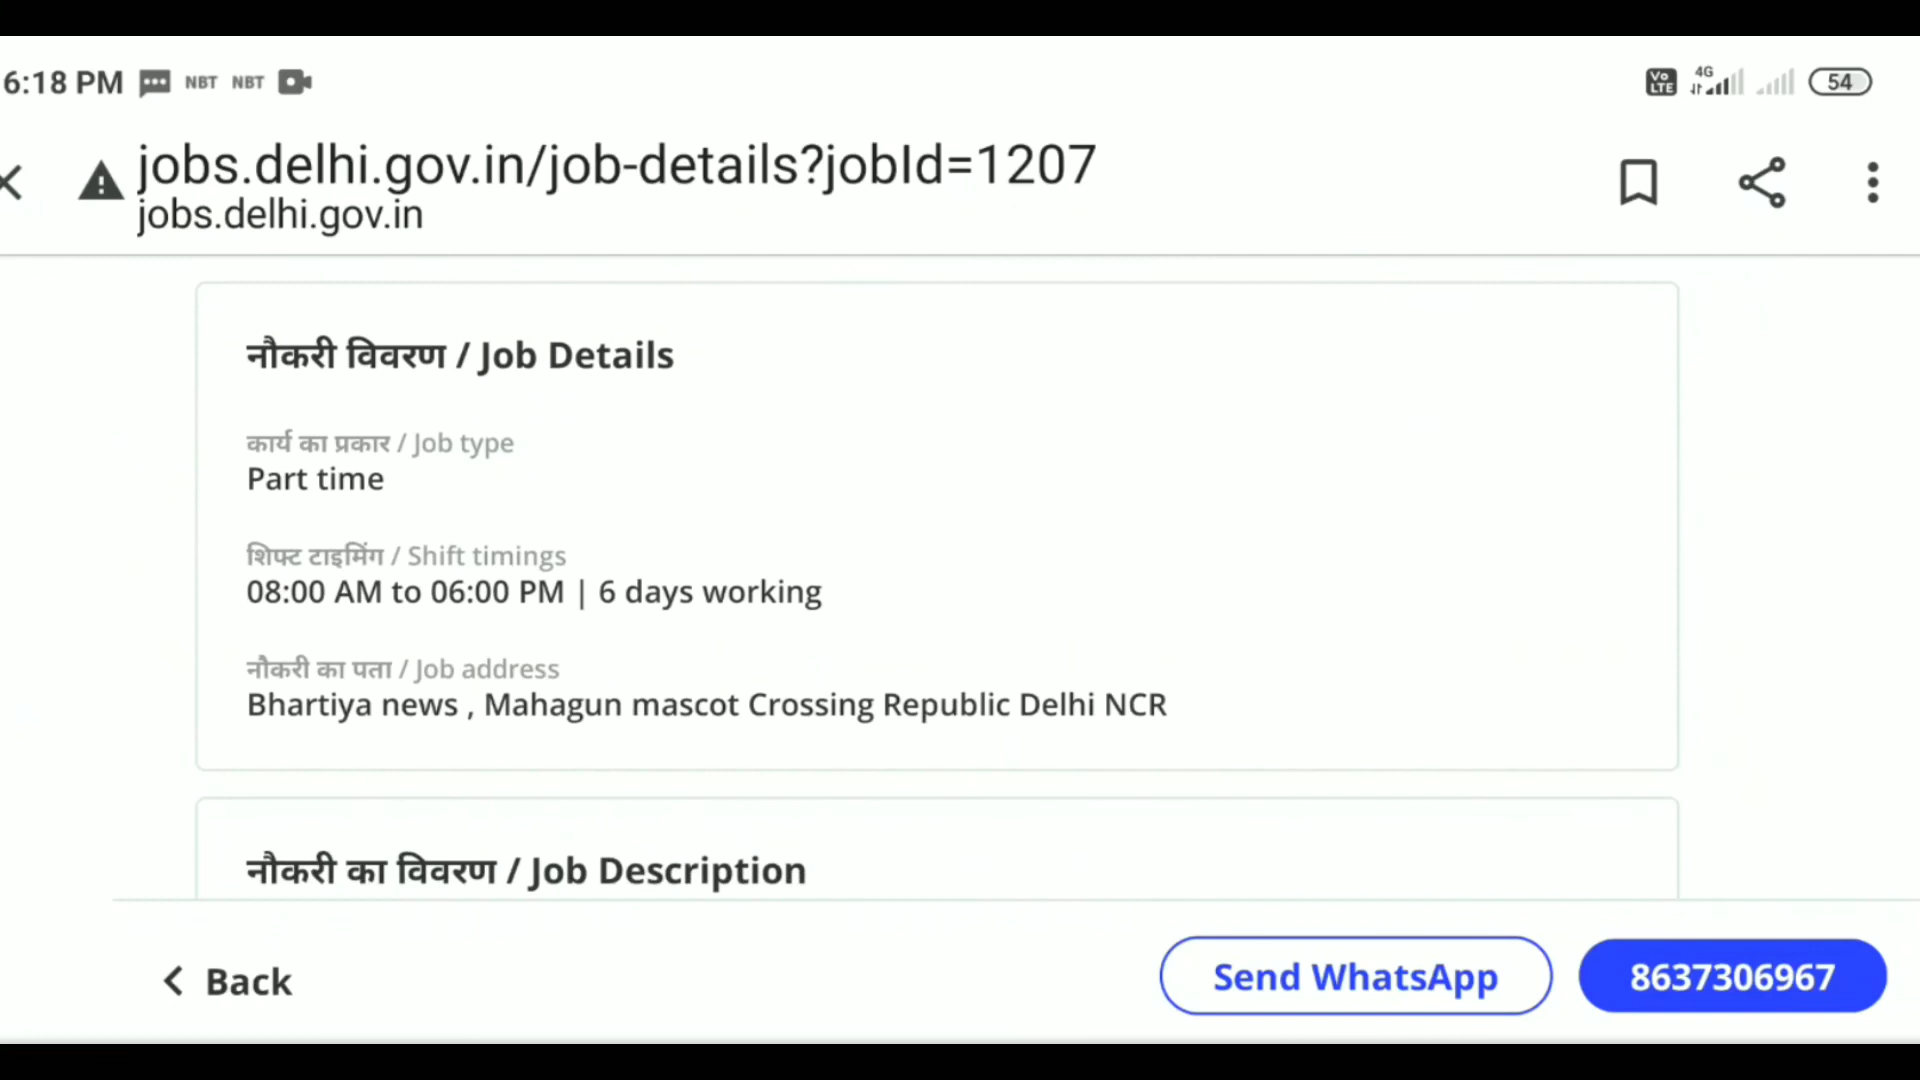 6:18 PM NBT NBT Vo LTE 4G 54
jobs.delhi.gov.in/job-details?jobId=1207
jobs.delhi.gov.in
नौकरी विवरण / Job Details
कार्य का प्रकार / Job type
Part time
शिफ्ट टाइमिंग / Shift timings
08:00 AM to 06:00 PM | 6 days working
नौकरी का पता / Job address
Bhartiya news , Mahagun mascot Crossing Republic Delhi NCR
नौकरी का विवरण / Job Description
Back Send WhatsApp 8637306967